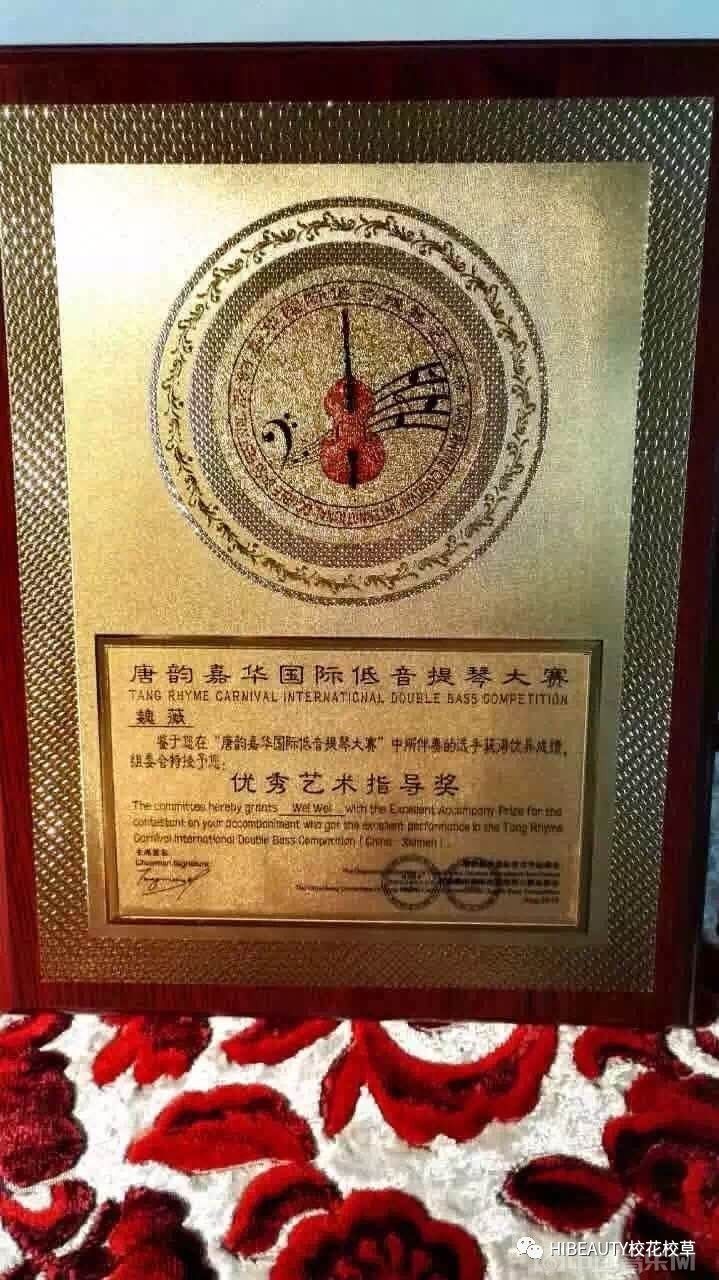 唐韵嘉华国际低音提琴大赛
TANG RHYME CARNIVAL INTERNATIONAL DOUBLE BASS COMPETITION
魏薇
鉴于您在“唐韵嘉华国际低音提琴大赛”中所伴奏的选手获得优异成绩，
组委会特授予您：
优秀艺术指导奖
The committee hereby grants Wei Wei with the Excellent Accompany Prize for the
contestant on your accompaniment who got the excellent performance in the Tang Rhyme
Carnival International Double Bass Competition ( China · Xiamen ) .
主席签名
Chairman Signature
HIBEAUTY校花校草